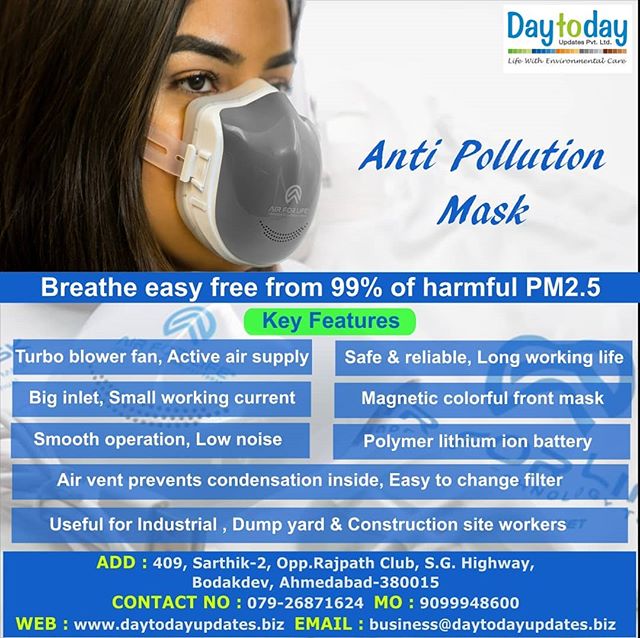 Daytoday
Updates Pvt. Ltd.
Life With Environmental Care
Anti Pollution
Mask
AIR FOR LIFE
Breathe easy free from 99% of harmful PM2.5
Key Features
Turbo blower fan, Active air supply
Safe & reliable, Long working life
Big inlet, Small working current
Magnetic colorful front mask
Smooth operation, Low noise
Polymer lithium ion battery
Air vent prevents condensation inside, Easy to change filter
Useful for Industrial , Dump yard & Construction site workers
ADD : 409, Sarthik-2, Opp.Rajpath Club, S.G. Highway,
Bodakdev, Ahmedabad-380015
CONTACT NO : 079-26871624 MO : 9099948600
WEB : www.daytodayupdates.biz EMAIL : business@daytodayupdates.biz